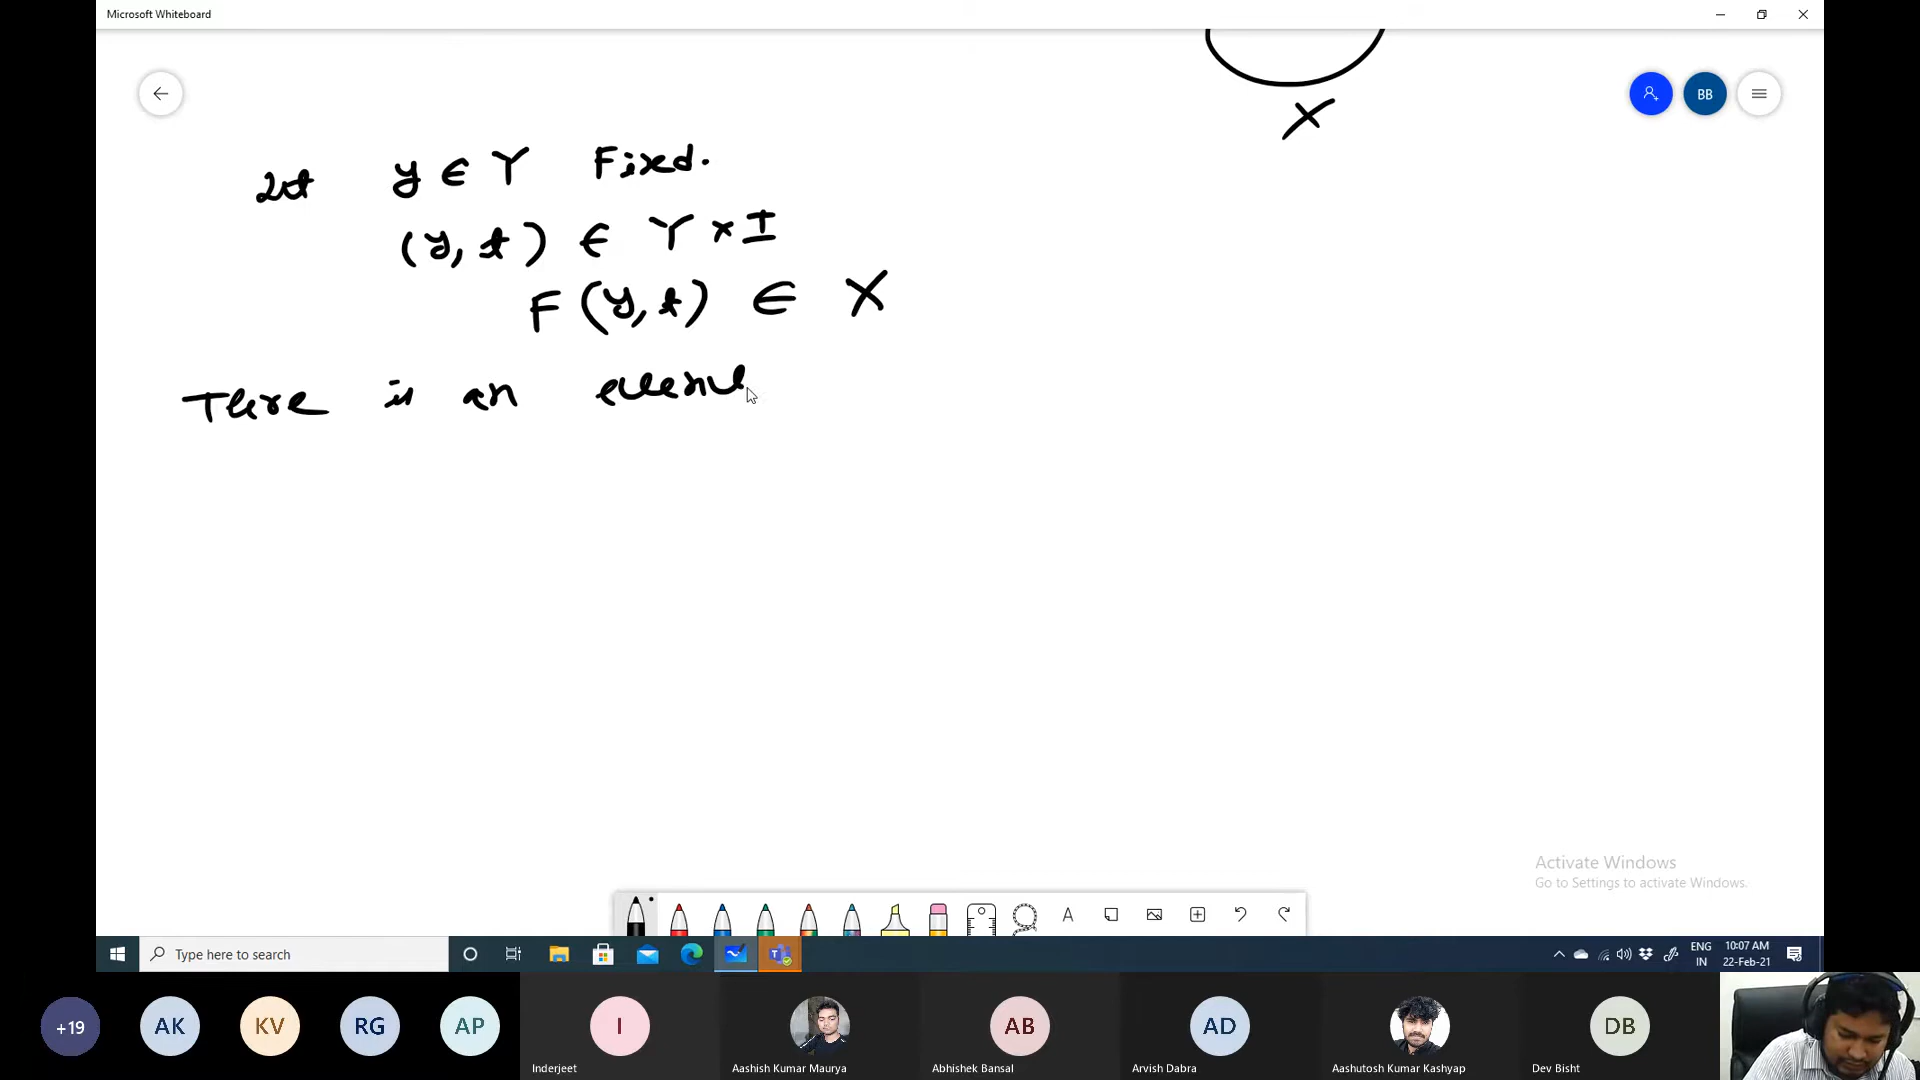 Microsoft Whiteboard
X
BB
Let y ∈ Y Fixed.
(y, t) ∈ Y × I
F (y, t) ∈ X
There is an
Activate Windows
Go to Settings to activate Windows.
A
Type here to search
ENG
IN
10:07 AM
22-Feb-21
+19
AK
KV
RG
AP
I
AB
AD
DB
Inderjeet
Aashish Kumar Maurya
Abhishek Bansal
Arvish Dabra
Aashutosh Kumar Kashyap
Dev Bisht